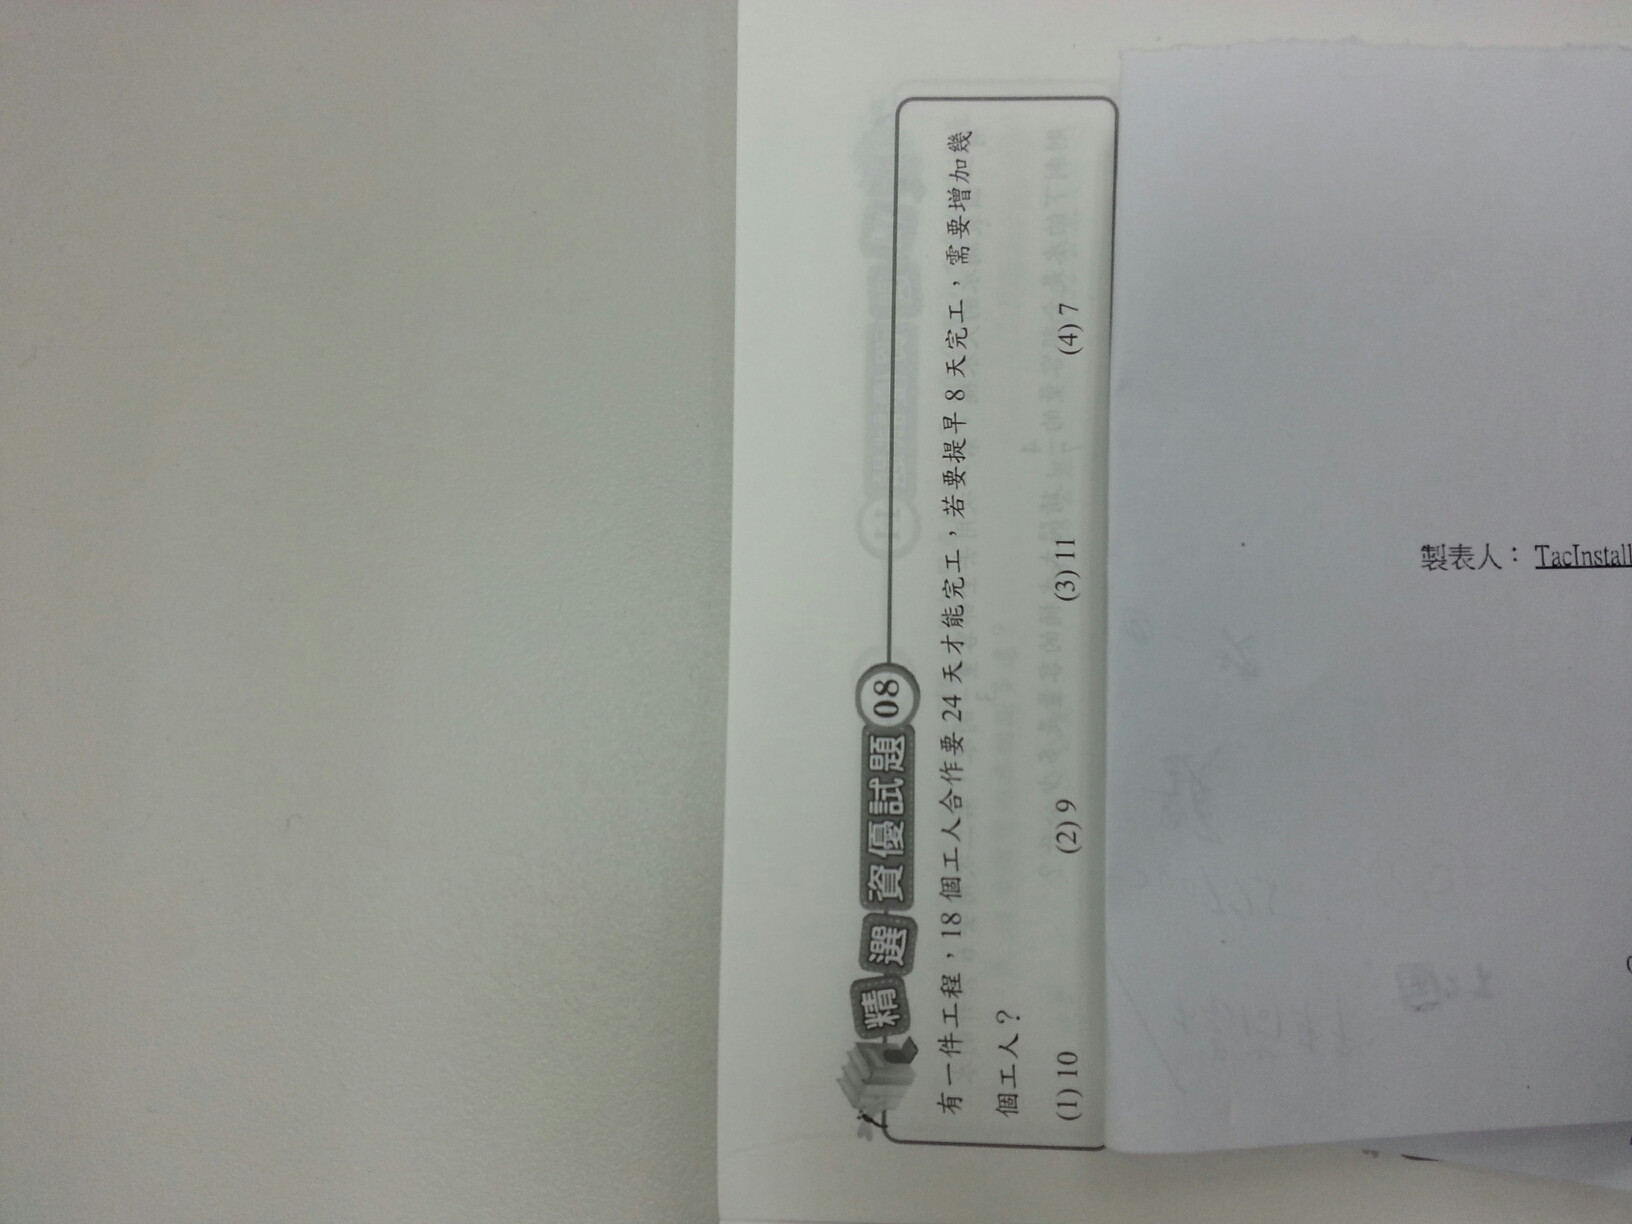 精選資優試題 08
有一件工程，18 個工人合作要 24 天才能完工，若要提早 8 天完工，需要增加幾
個工人？
(1) 10 (2) 9 (3) 11 (4) 7
製表人： TacInstall